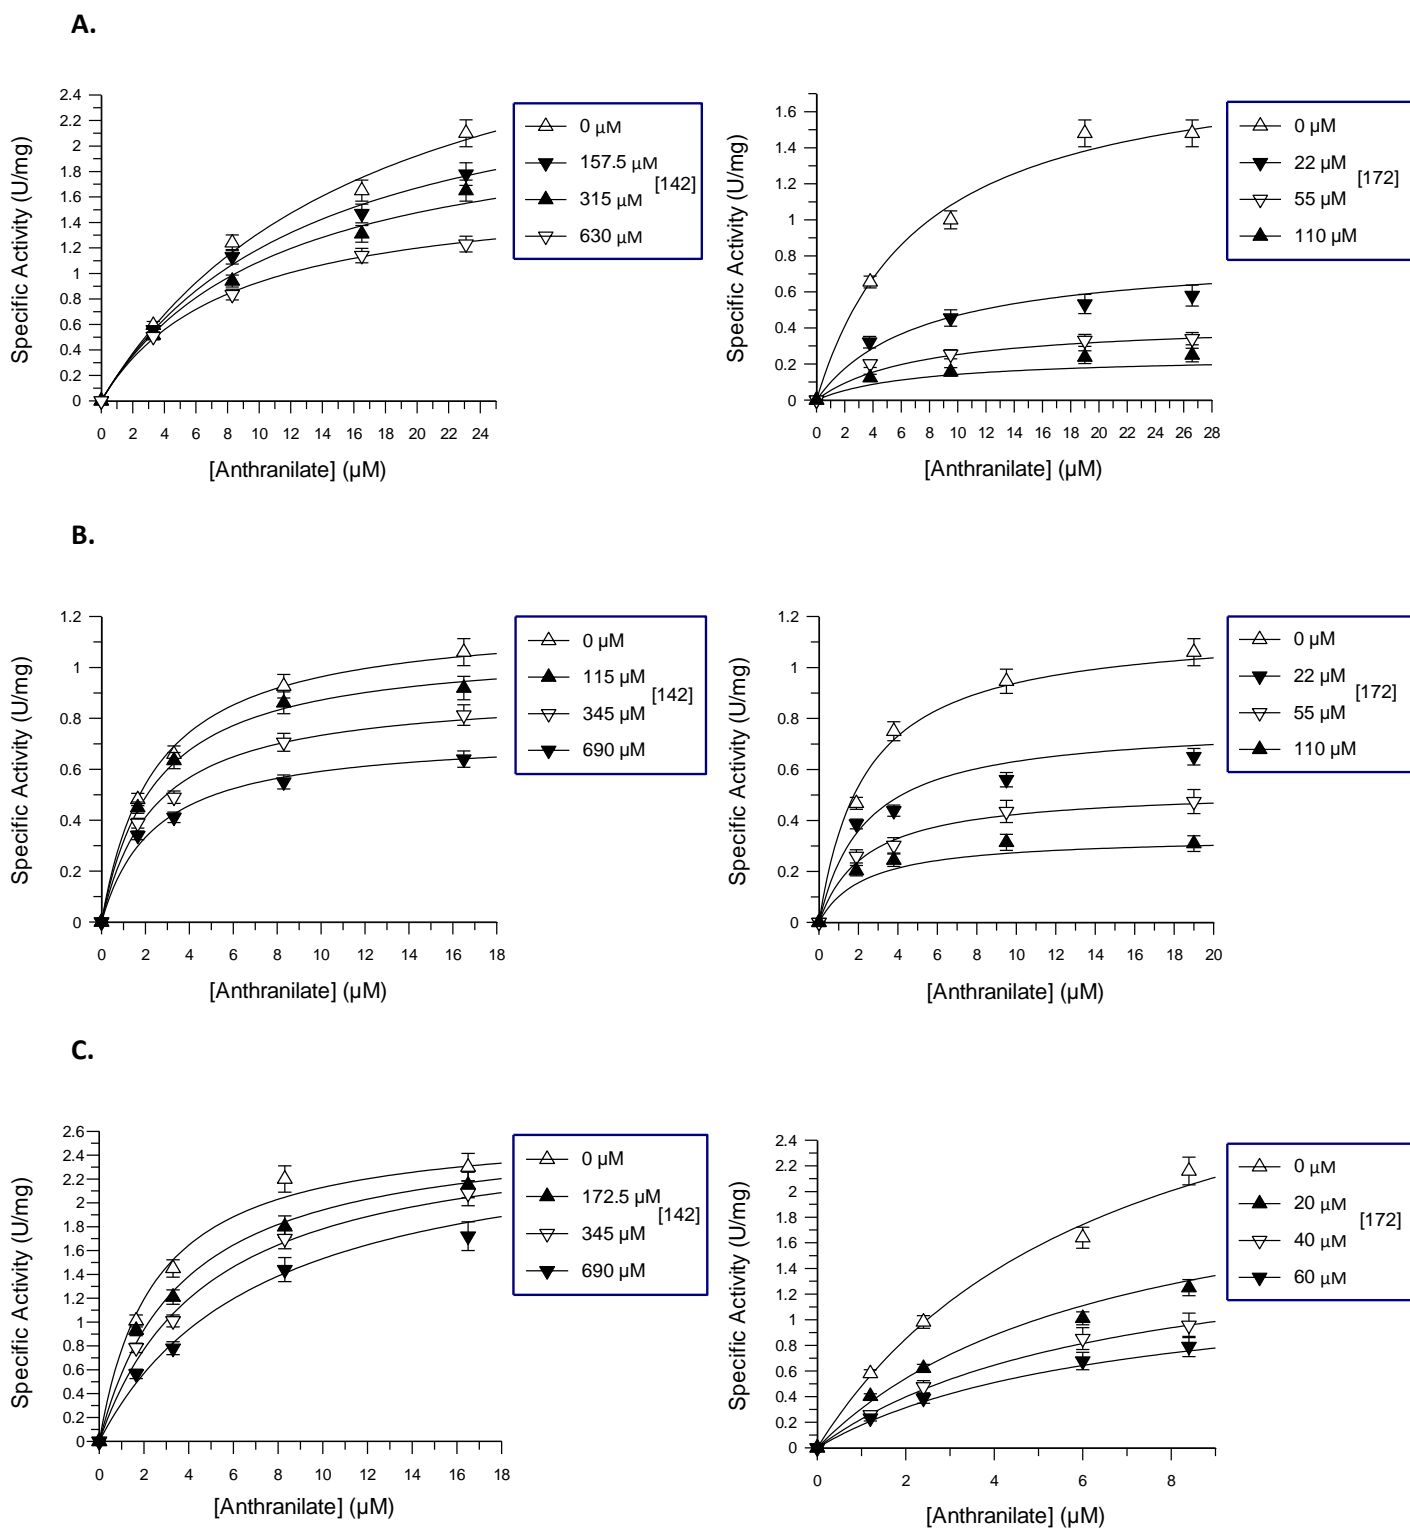 A.
Specific Activity (U/mg)
2.4
2.2
2
1.8
1.6
1.4
1.2
1
0.8
0.6
0.4
0.2
0
0 2 4 6 8 10 12 14 16 18 20 22 24
[Anthranilate] (µM)
0 µM
157.5 µM
315 µM
630 µM
[142]
Specific Activity (U/mg)
1.6
1.4
1.2
1
0.8
0.6
0.4
0.2
0
0 2 4 6 8 10 12 14 16 18 20 22 24 26 28
[Anthranilate] (µM)
0 µM
22 µM
55 µM
110 µM
[172]
B.
Specific Activity (U/mg)
1.2
1
0.8
0.6
0.4
0.2
0
0 2 4 6 8 10 12 14 16 18
[Anthranilate] (µM)
0 µM
115 µM
345 µM
690 µM
[142]
Specific Activity (U/mg)
1.2
1
0.8
0.6
0.4
0.2
0
0 2 4 6 8 10 12 14 16 18 20
[Anthranilate] (µM)
0 µM
22 µM
55 µM
110 µM
[172]
C.
Specific Activity (U/mg)
2.6
2.4
2.2
2
1.8
1.6
1.4
1.2
1
0.8
0.6
0.4
0.2
0
0 2 4 6 8 10 12 14 16 18
[Anthranilate] (µM)
0 µM
172.5 µM
345 µM
690 µM
[142]
Specific Activity (U/mg)
2.4
2.2
2
1.8
1.6
1.4
1.2
1
0.8
0.6
0.4
0.2
0
0 2 4 6 8
[Anthranilate] (µM)
0 µM
20 µM
40 µM
60 µM
[172]